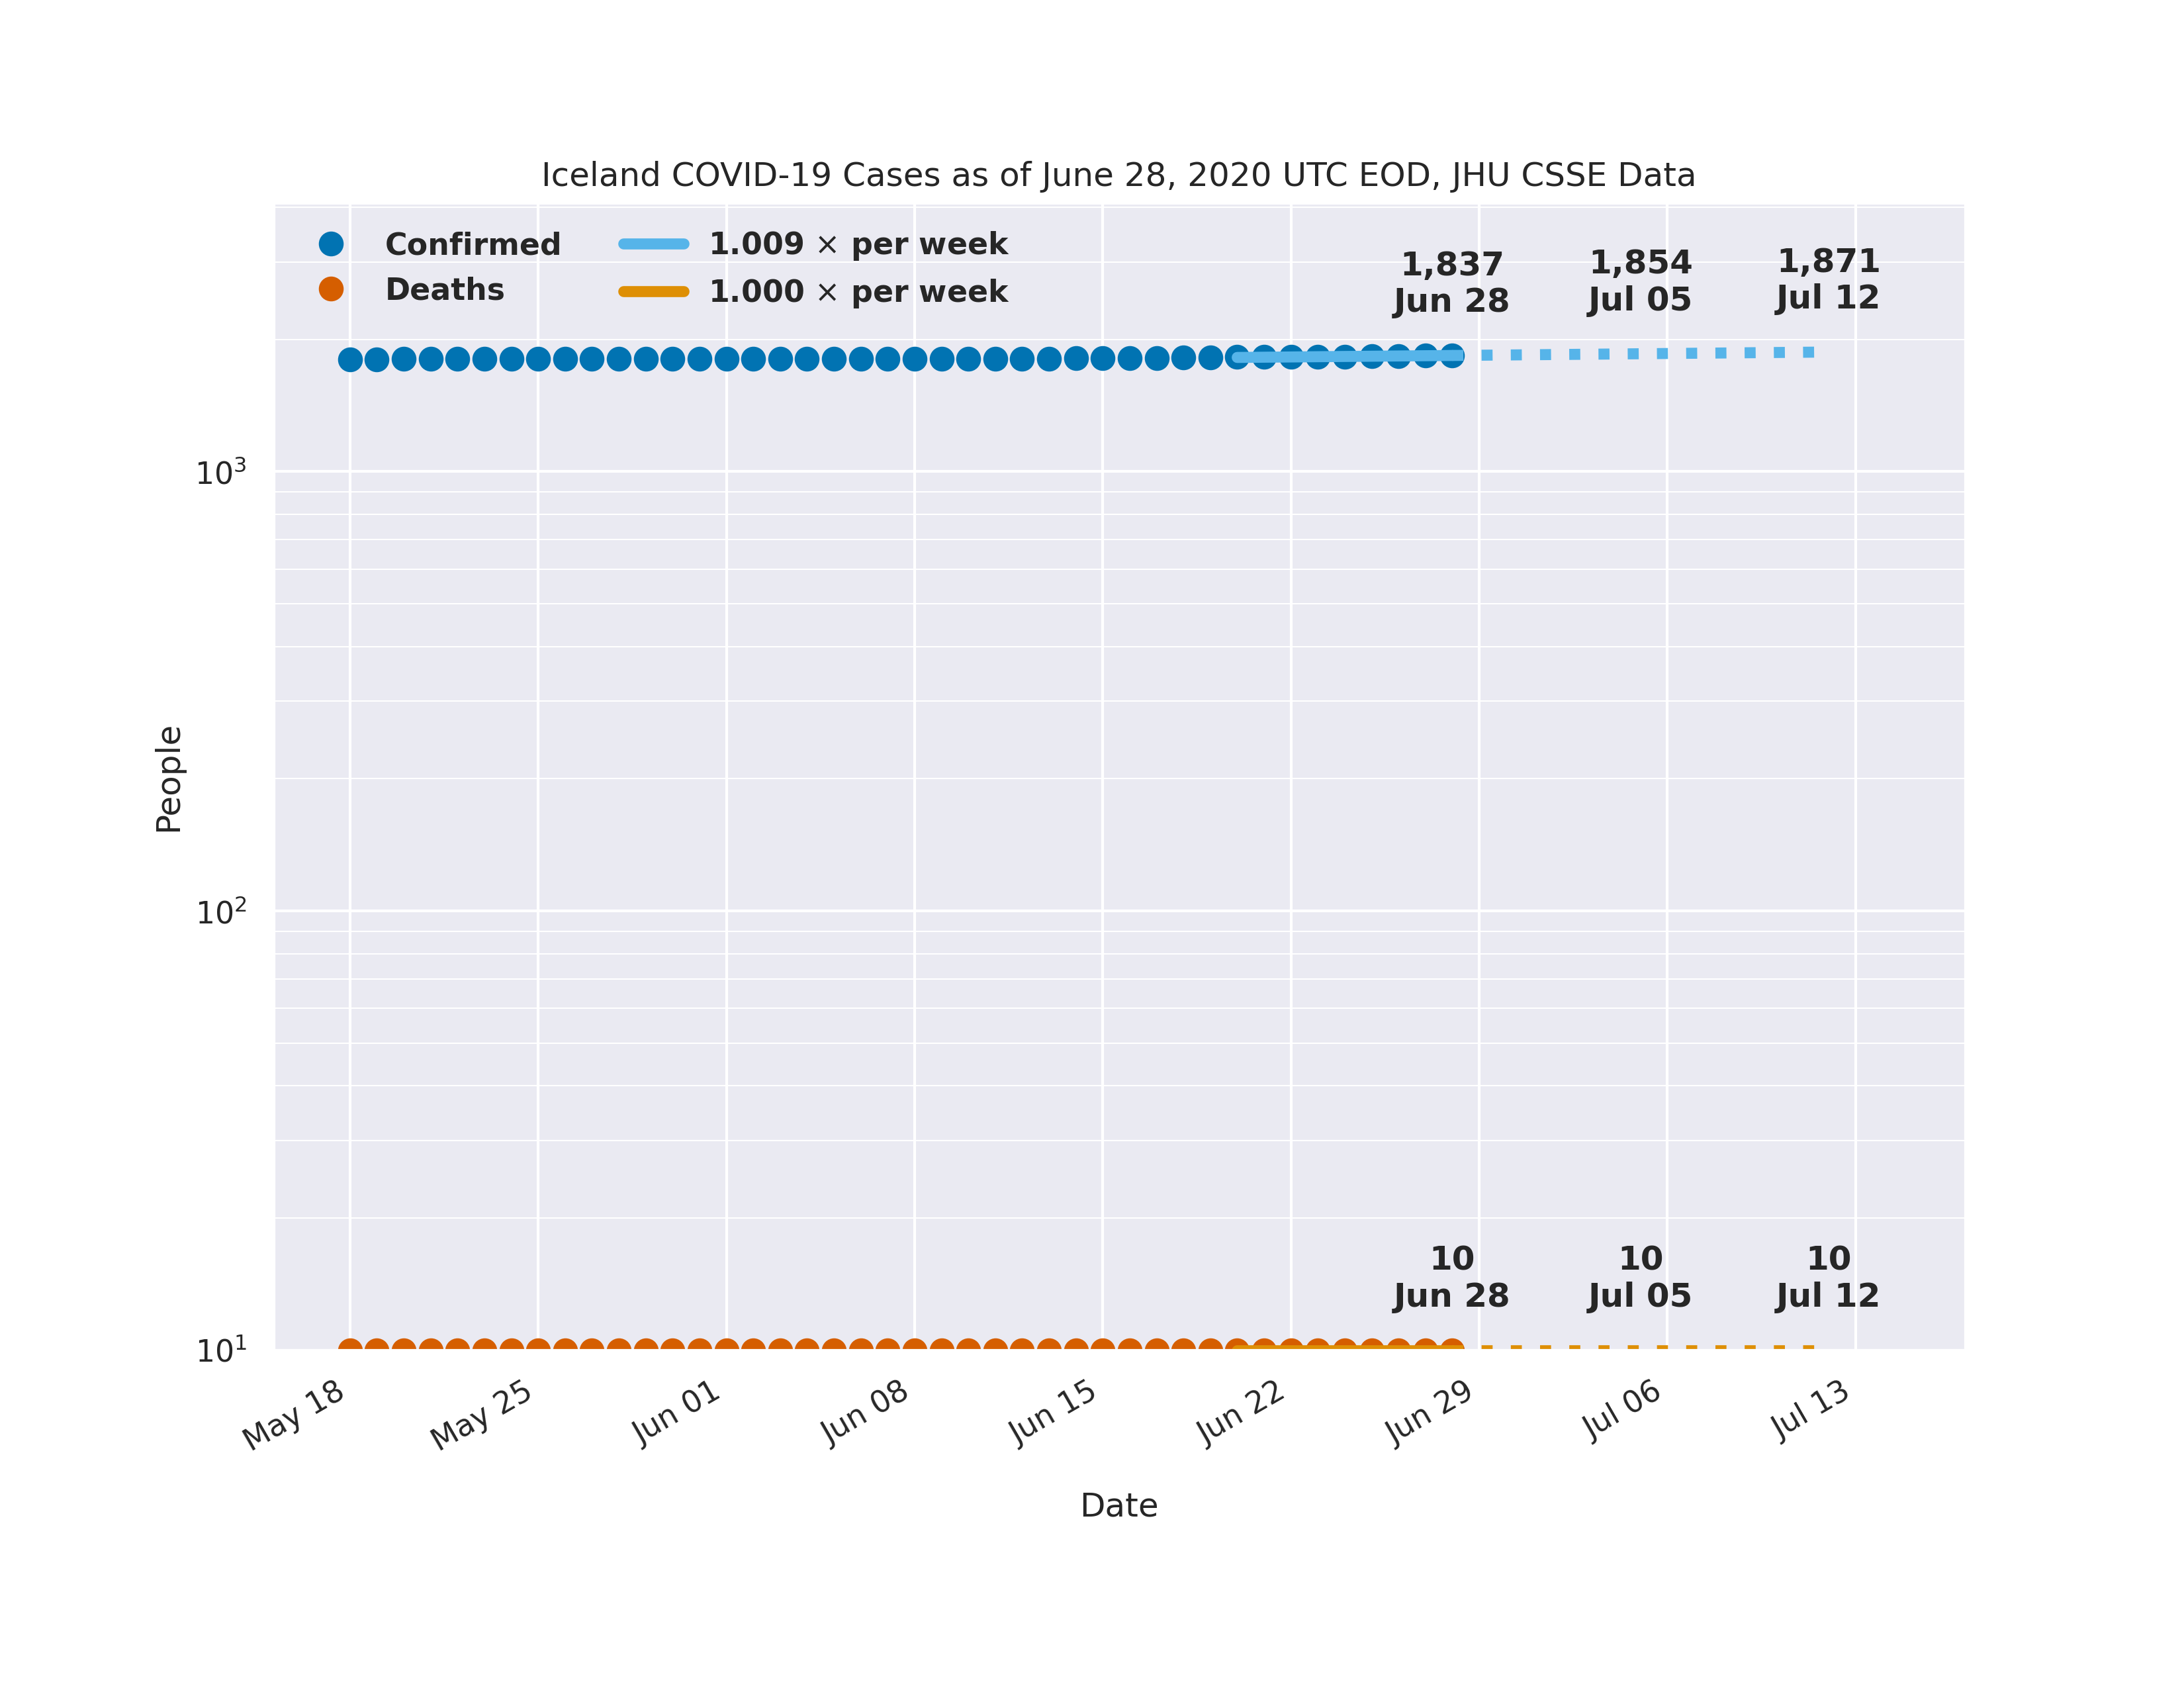 Iceland COVID-19 Cases as of June 28, 2020 UTC EOD, JHU CSSE Data
Confirmed
Deaths
1.009 × per week
1.000 × per week
1,837
Jun 28
1,854
Jul 05
1,871
Jul 12
10³
10²
10¹
People
10
Jun 28
10
Jul 05
10
Jul 12
May 18
May 25
Jun 01
Jun 08
Jun 15
Jun 22
Jun 29
Jul 06
Jul 13
Date